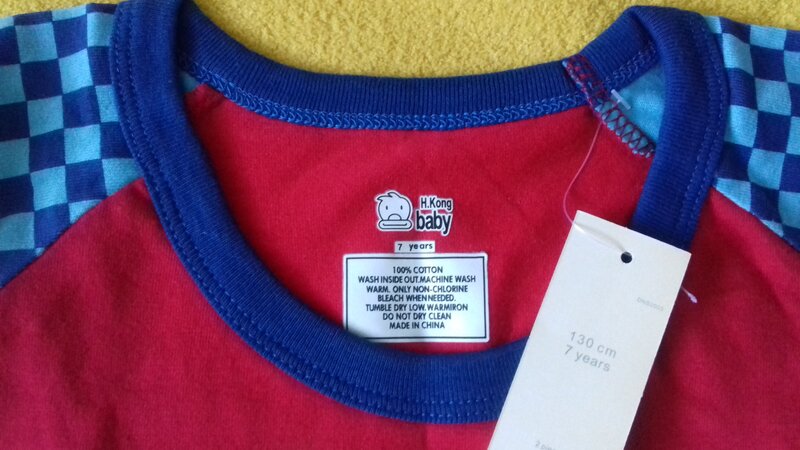 H.Kong
baby
7 years
100% COTTON
WASH INSIDE OUT.MACHINE WASH
WARM. ONLY NON-CHLORINE
BLEACH WHEN NEEDED.
TUMBLE DRY LOW. WARMIRON
DO NOT DRY CLEAN
MADE IN CHINA
130 cm
7 years